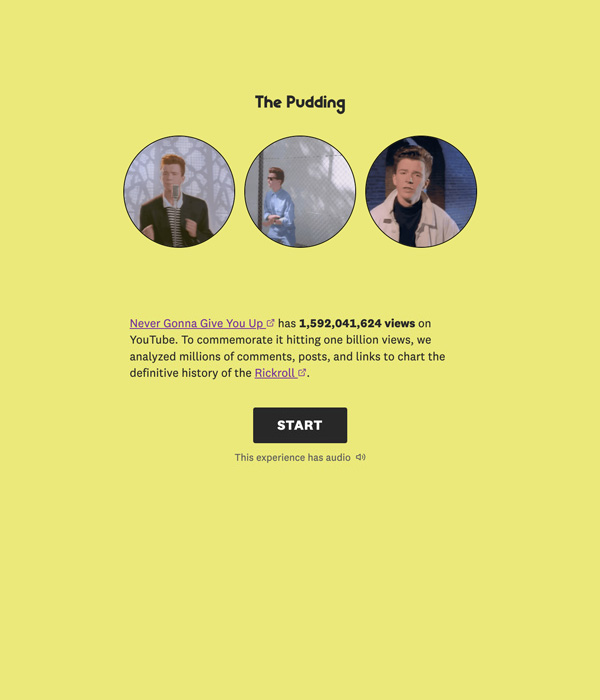 The Pudding
Never Gonna Give You Up has 1,592,041,624 views on
YouTube. To commemorate it hitting one billion views, we
analyzed millions of comments, posts, and links to chart the
definitive history of the Rickroll.
START
This experience has audio